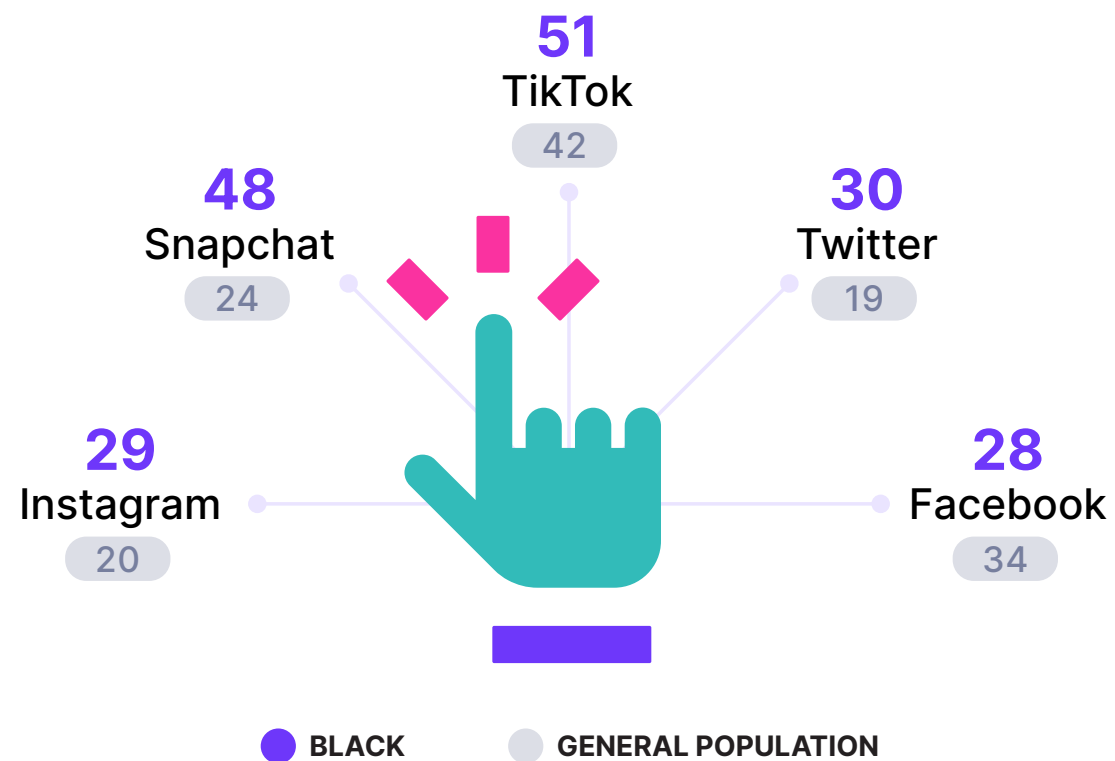 51
TikTok
42
48
Snapchat
24
30
Twitter
19
29
Instagram
20
28
Facebook
34
BLACK
GENERAL POPULATION